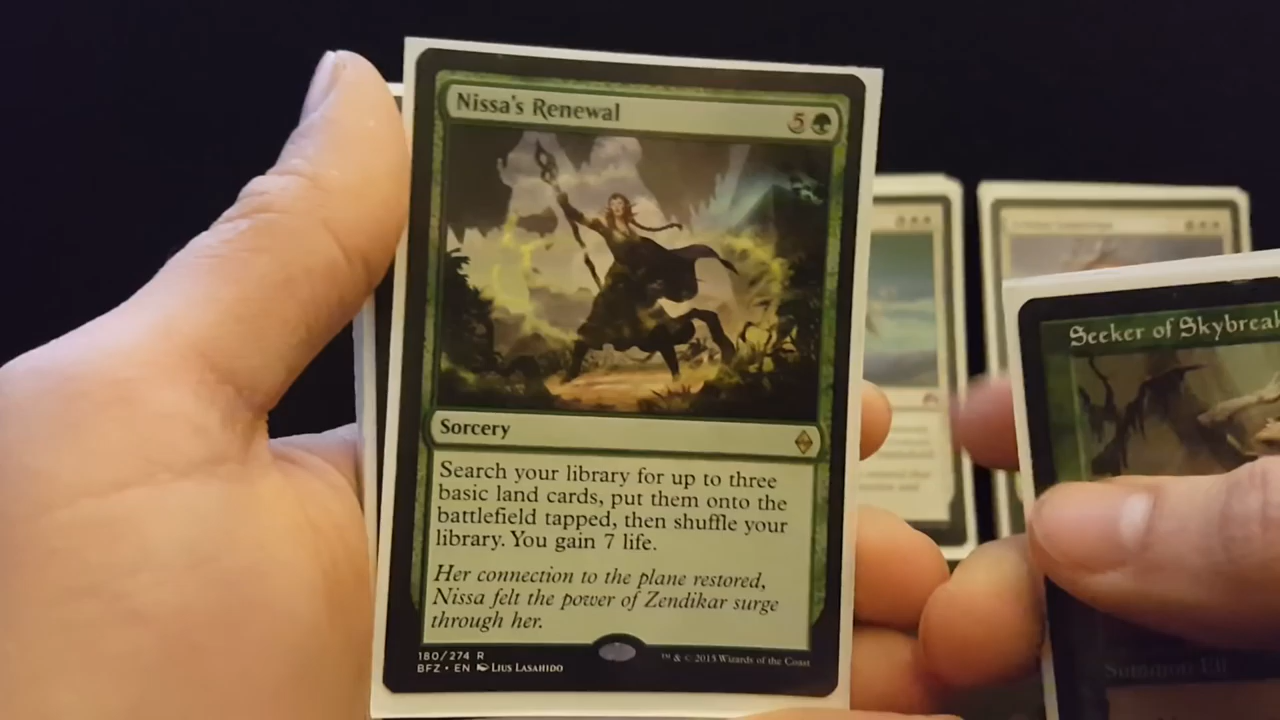 Nissa's Renewal
5
Sorcery
Search your library for up to three
basic land cards, put them onto the
battlefield tapped, then shuffle your
library. You gain 7 life.
Her connection to the plane restored,
Nissa felt the power of Zendikar surge
through her.
180/274 R
BFZ • EN Lius Lasahido
™ & © 2015 Wizards of the Coast
Seeker of Skybreak
Summon Elf